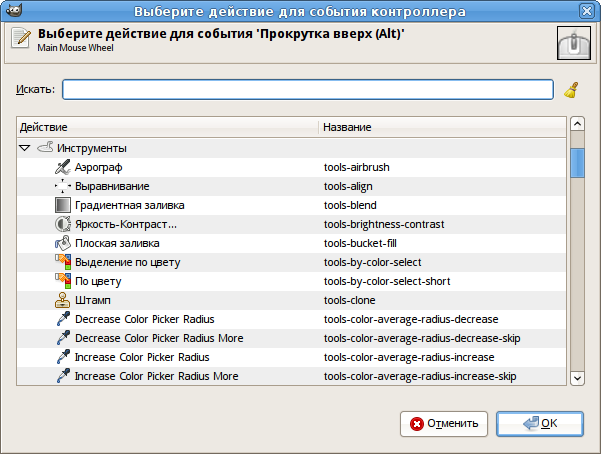 Выберите действие для события контроллера
Выберите действие для события 'Прокрутка вверх (Alt)'
Main Mouse Wheel
Искать:
Действие Название
Инструменты
Аэрограф tools-airbrush
Выравнивание tools-align
Градиентная заливка tools-blend
Яркость-Контраст... tools-brightness-contrast
Плоская заливка tools-bucket-fill
Выделение по цвету tools-by-color-select
По цвету tools-by-color-select-short
Штамп tools-clone
Decrease Color Picker Radius tools-color-average-radius-decrease
Decrease Color Picker Radius More tools-color-average-radius-decrease-skip
Increase Color Picker Radius tools-color-average-radius-increase
Increase Color Picker Radius More tools-color-average-radius-increase-skip
Отменить OK